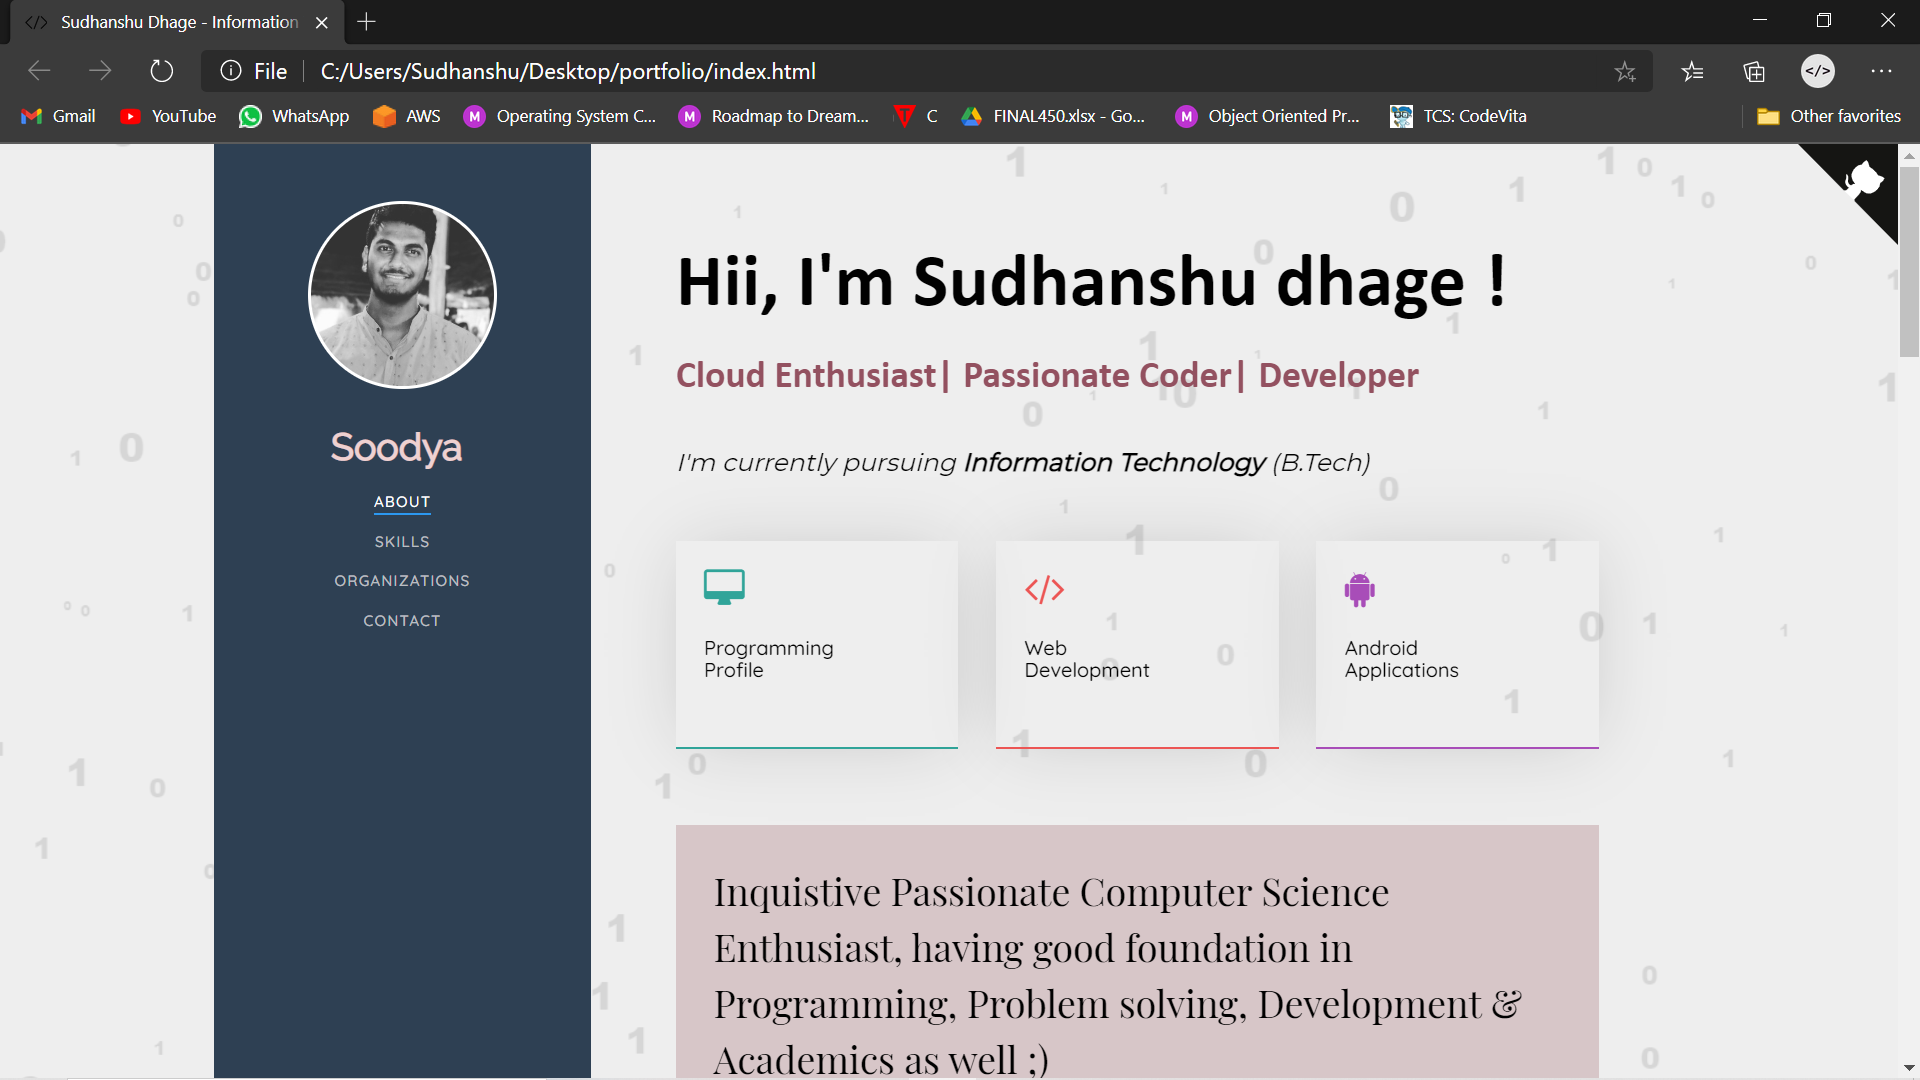 Sudhanshu Dhage - Information
File
C:/Users/Sudhanshu/Desktop/portfolio/index.html
Gmail
YouTube
WhatsApp
AWS
Operating System C...
Roadmap to Dream...
C
FINAL450.xlsx - Go...
Object Oriented Pr...
TCS: CodeVita
Other favorites
Soodya
ABOUT
SKILLS
ORGANIZATIONS
CONTACT
Hii, I'm Sudhanshu dhage !
Cloud Enthusiast| Passionate Coder| Developer
I'm currently pursuing Information Technology (B.Tech)
Programming
Profile
Web
Development
Android
Applications
Inquistive Passionate Computer Science
Enthusiast, having good foundation in
Programming, Problem solving, Development &
Academics as well ;)